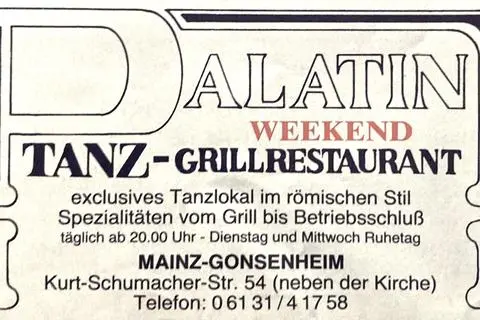 PALATIN
WEEKEND
TANZ-GRILLRESTAURANT
exclusives Tanzlokal im römischen Stil
Spezialitäten vom Grill bis Betriebsschluß
täglich ab 20.00 Uhr - Dienstag und Mittwoch Ruhetag
MAINZ-GONSENHEIM
Kurt-Schumacher-Str. 54 (neben der Kirche)
Telefon: 0 61 31 / 4 17 58